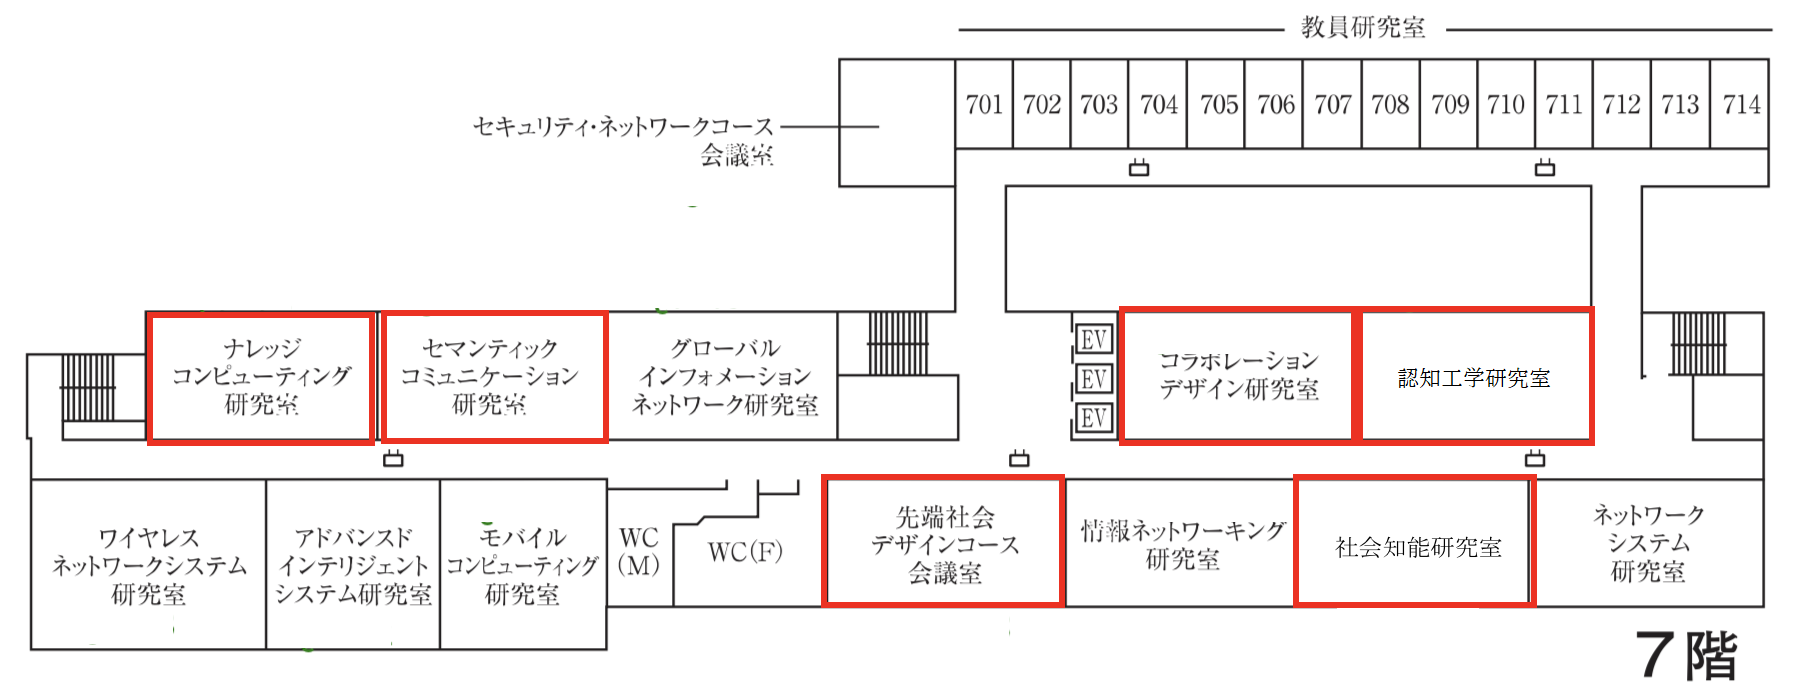 教員研究室
701 702 703 704 705 706 707 708 709 710 711 712 713 714
セキュリティ・ネットワークコース
会議室
ナレッジ
コンピューティング
研究室
セマンティック
コミュニケーション
研究室
グローバル
インフォメーション
ネットワーク研究室
EV
EV
EV
コラボレーション
デザイン研究室
認知工学研究室
ワイヤレス
ネットワークシステム
研究室
アドバンスド
インテリジェント
システム研究室
モバイル
コンピューティング
研究室
WC
(M)
WC(F)
先端社会
デザインコース
会議室
情報ネットワーキング
研究室
社会知能研究室
ネットワーク
システム
研究室
7階